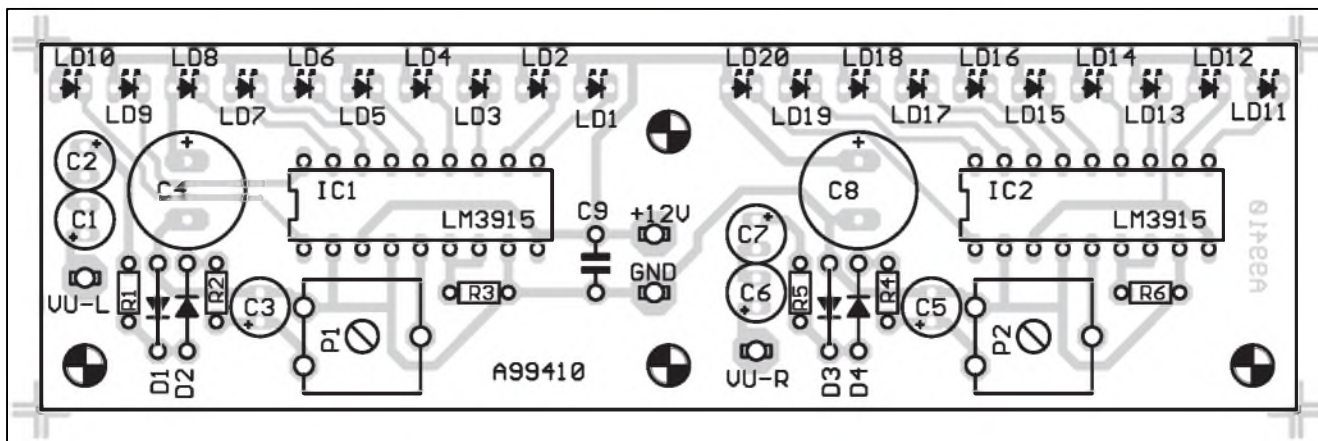 LD10 LD8 LD6 LD4 LD2 LD20 LD18 LD16 LD14 LD12
LD9 LD7 LD5 LD3 LD1 LD19 LD17 LD15 LD13 LD11
C2 C4 IC1 C8 IC2
C1 LM3915 C9 +12V C7 LM3915
VU-L R1 R2 C3 R3 GND C6 R5 R4 C5 R6
P1 P2
D1 D2 A99410 VU-R D3 D4
A99410